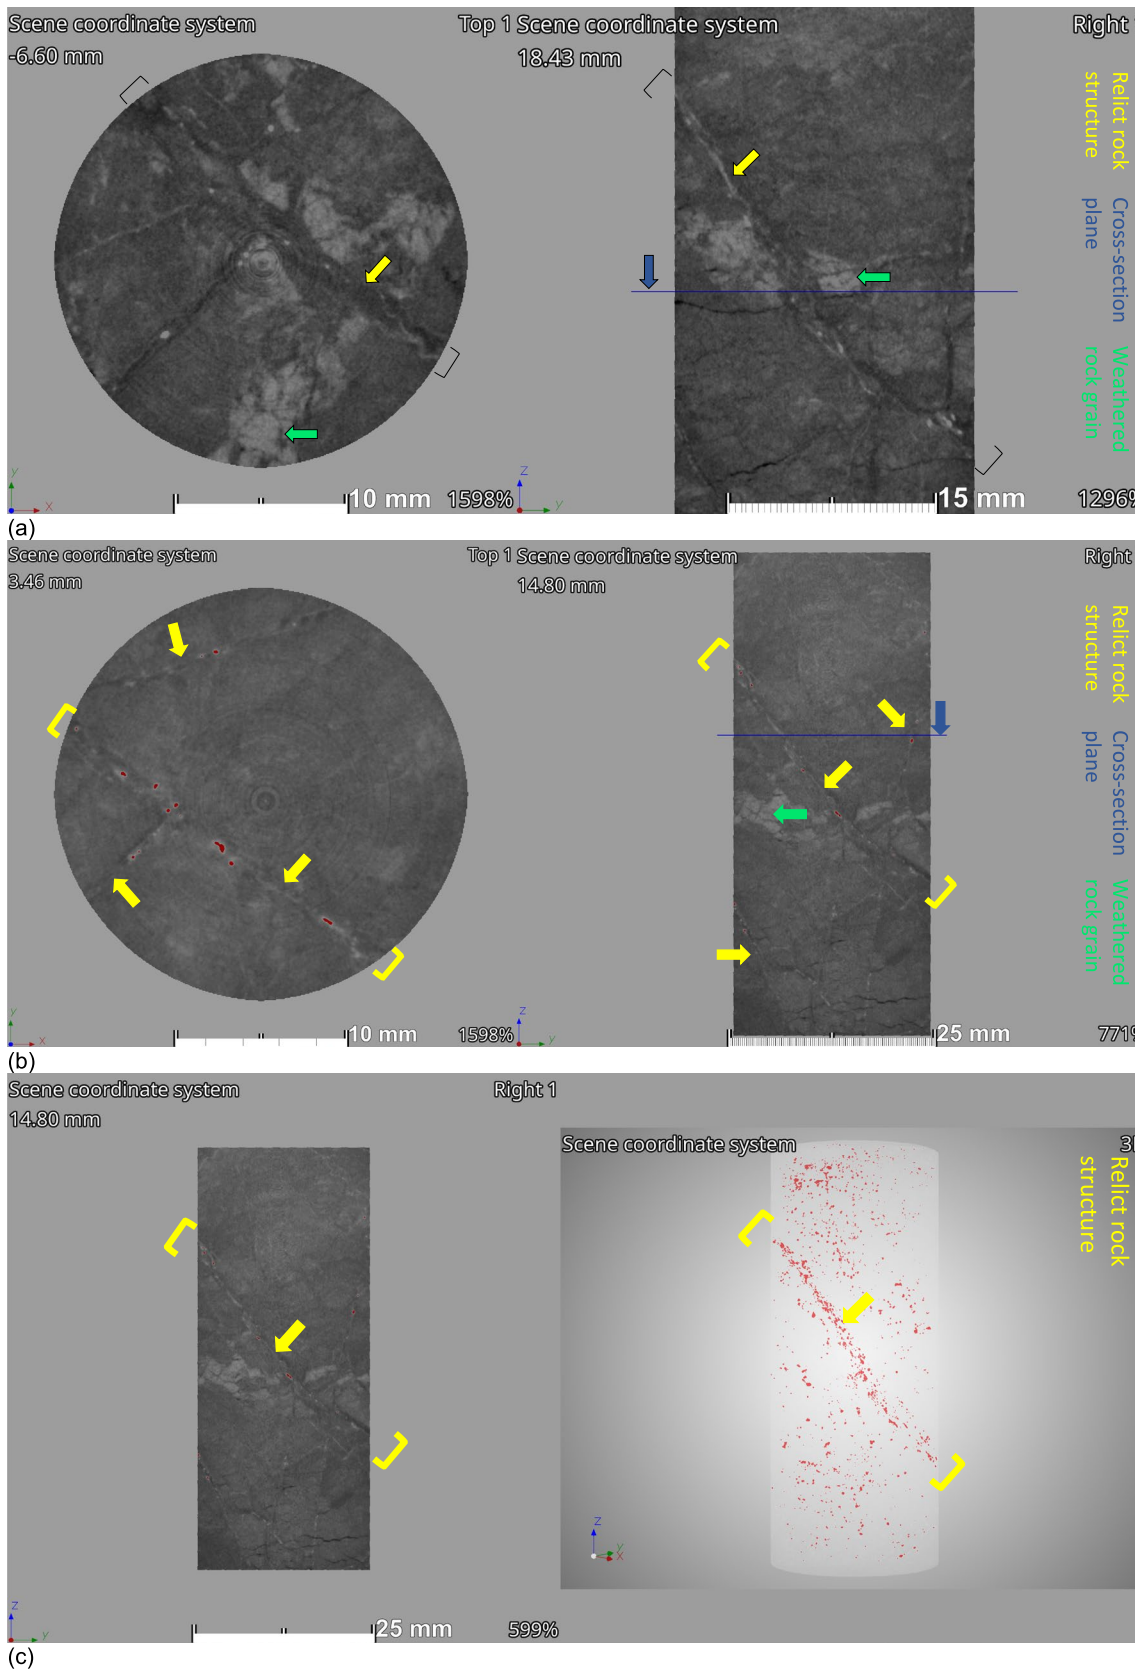 Scene coordinate system
-6.60 mm
Top 1
Scene coordinate system
18.43 mm
Right
Relict rock
structure
Cross-section
plane
Weathered
rock grain
y
x
10 mm
1598%
z
y
15 mm
1296%
(a)
Scene coordinate system
3.46 mm
Top 1
Scene coordinate system
14.80 mm
Right
Relict rock
structure
Cross-section
plane
Weathered
rock grain
y
x
10 mm
1598%
z
y
25 mm
771%
(b)
Scene coordinate system
14.80 mm
Right 1
Scene coordinate system
Relict rock
structure
z
y
25 mm
599%
z
y
x
(c)